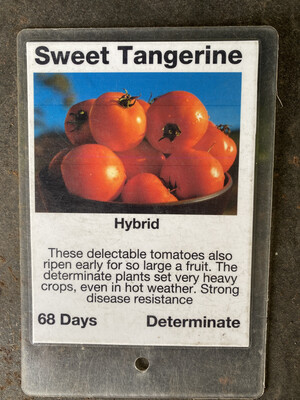 Sweet Tangerine
Hybrid
These delectable tomatoes also
ripen early for so large a fruit. The
determinate plants set very heavy
crops, even in hot weather. Strong
disease resistance
68 Days Determinate